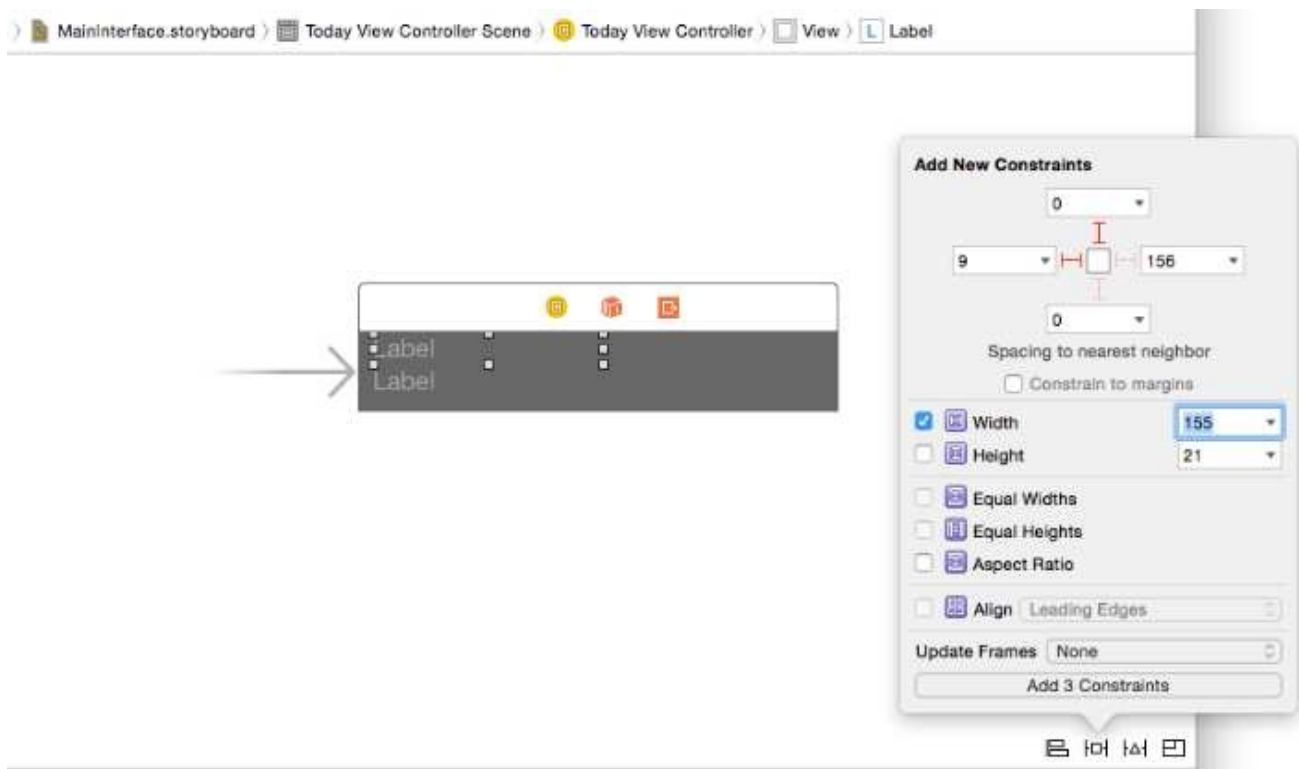 MainInterface.storyboard Today View Controller Scene Today View Controller View L Label
Add New Constraints
0
9
156
0
Spacing to nearest neighbor
Constrain to margins
Width 155
Height 21
Equal Widths
Equal Heights
Aspect Ratio
Align Leading Edges
Update Frames None
Add 3 Constraints
Label
Label